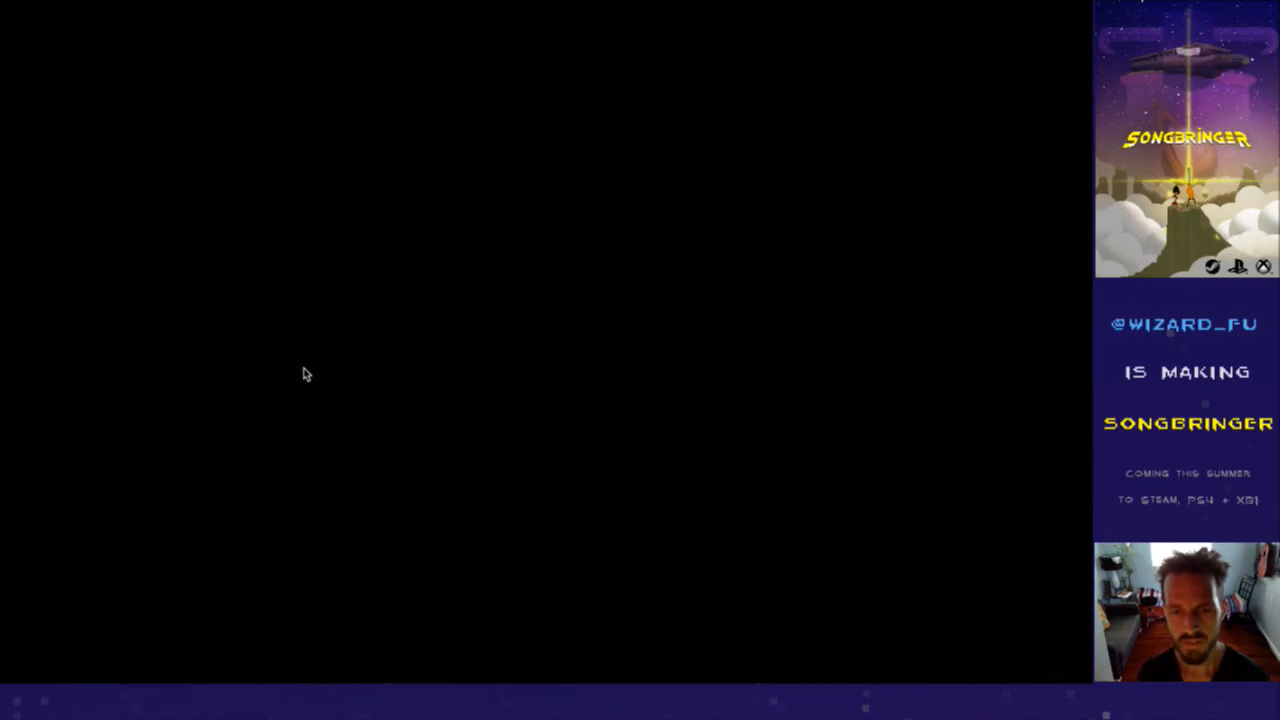 SONGBRINGER
@WIZARD_FU
IS MAKING
SONGBRINGER
COMING THIS SUMMER
TO STEAM, PS4 + XB1